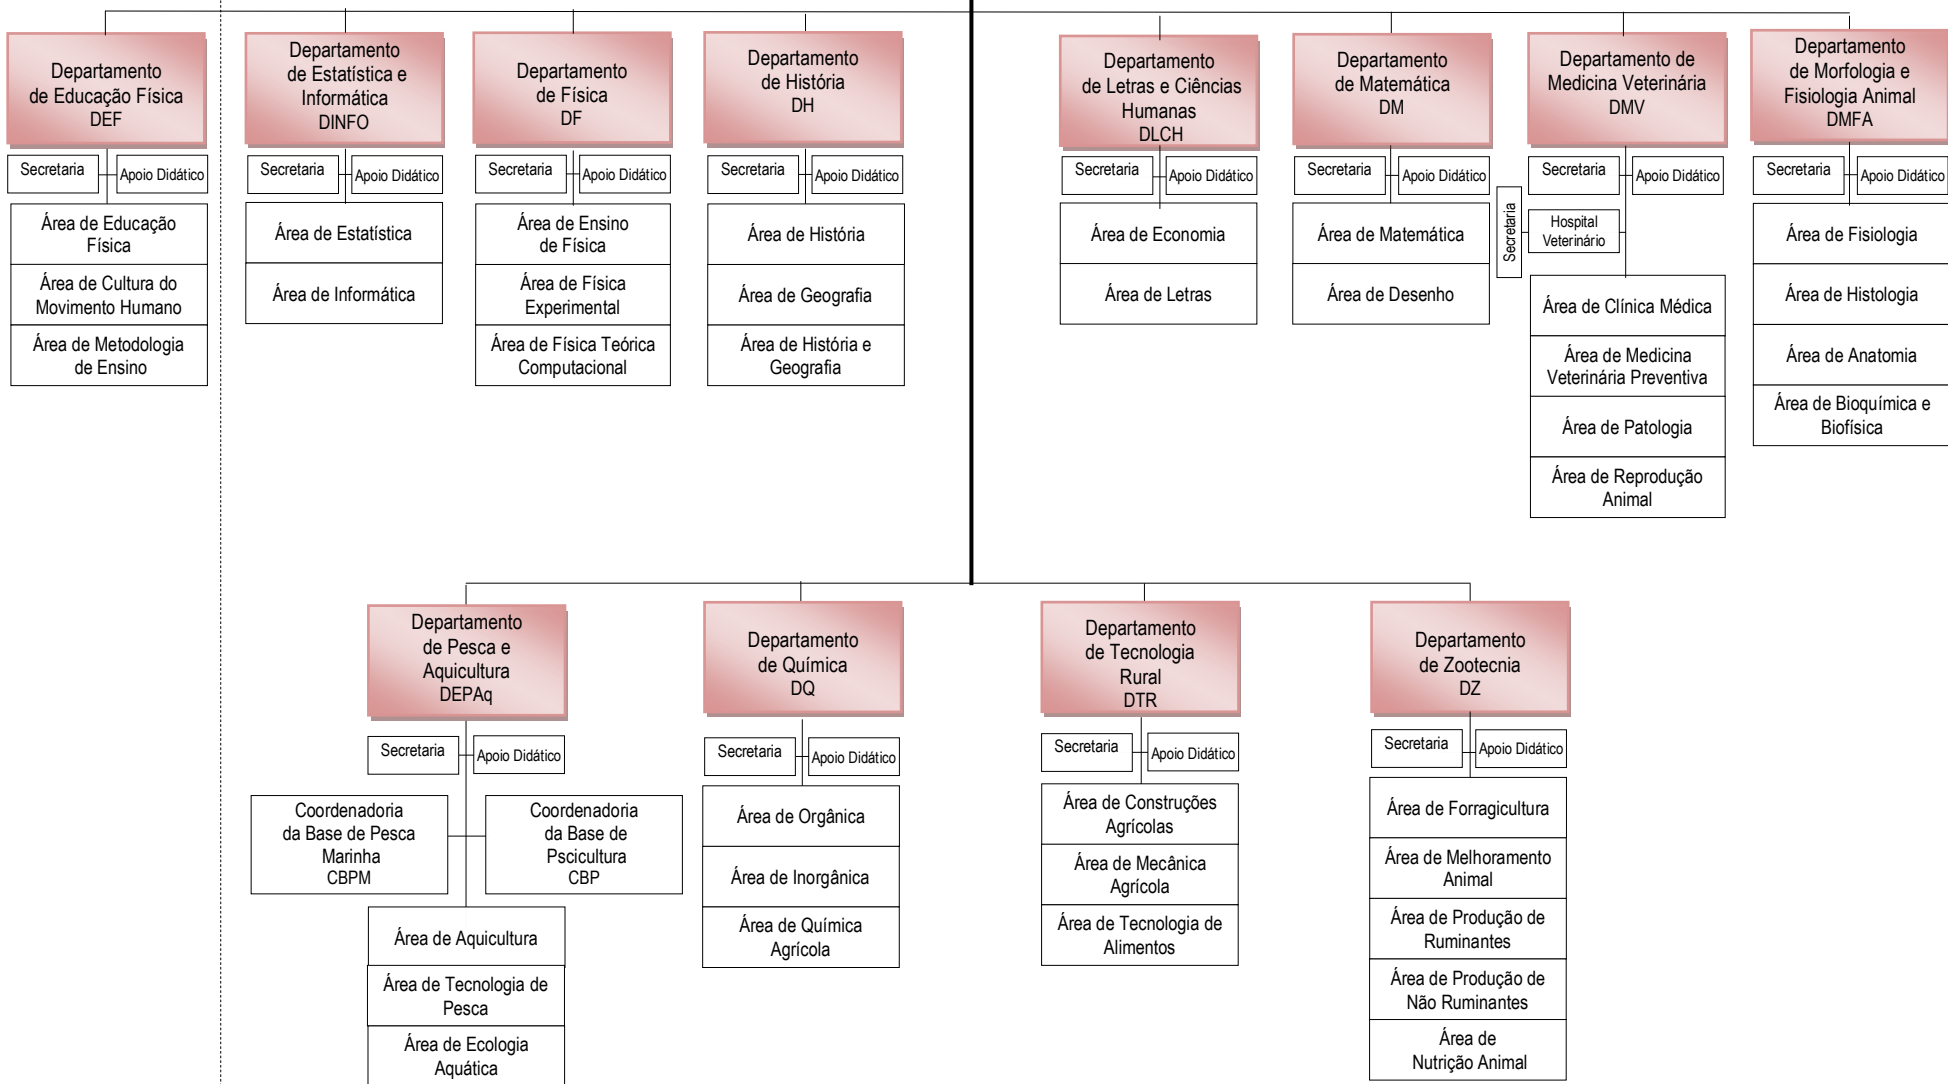 Departamento
de Educação Física
DEF
Secretaria
Apoio Didático
Área de Educação
Física
Área de Cultura do
Movimento Humano
Área de Metodologia
de Ensino
Departamento
de Estatística e
Informática
DINFO
Secretaria
Apoio Didático
Área de Estatística
Área de Informática
Departamento
de Física
DF
Secretaria
Apoio Didático
Área de Ensino
de Física
Área de Física
Experimental
Área de Física Teórica
Computacional
Departamento
de História
DH
Secretaria
Apoio Didático
Área de História
Área de Geografia
Área de História e
Geografia
Departamento
de Letras e Ciências
Humanas
DLCH
Secretaria
Apoio Didático
Área de Economia
Área de Letras
Departamento
de Matemática
DM
Secretaria
Apoio Didático
Área de Matemática
Área de Desenho
Departamento de
Medicina Veterinária
DMV
Secretaria
Apoio Didático
Secretaria
Hospital
Veterinário
Área de Clínica Médica
Área de Medicina
Veterinária Preventiva
Área de Patologia
Área de Reprodução
Animal
Departamento
de Morfologia e
Fisiologia Animal
DMFA
Secretaria
Apoio Didático
Área de Fisiologia
Área de Histologia
Área de Anatomia
Área de Bioquímica e
Biofísica
Departamento
de Pesca e
Aquicultura
DEPAq
Secretaria
Apoio Didático
Coordenadoria
da Base de Pesca
Marinha
CBPM
Coordenadoria
da Base de
Pscicultura
CBP
Área de Aquicultura
Área de Tecnologia de
Pesca
Área de Ecologia
Aquática
Departamento
de Química
DQ
Secretaria
Apoio Didático
Área de Orgânica
Área de Inorgânica
Área de Química
Agrícola
Departamento
de Tecnologia
Rural
DTR
Secretaria
Apoio Didático
Área de Construções
Agrícolas
Área de Mecânica
Agrícola
Área de Tecnologia de
Alimentos
Departamento
de Zootecnia
DZ
Secretaria
Apoio Didático
Área de Forragicultura
Área de Melhoramento
Animal
Área de Produção de
Ruminantes
Área de Produção de
Não Ruminantes
Área de
Nutrição Animal